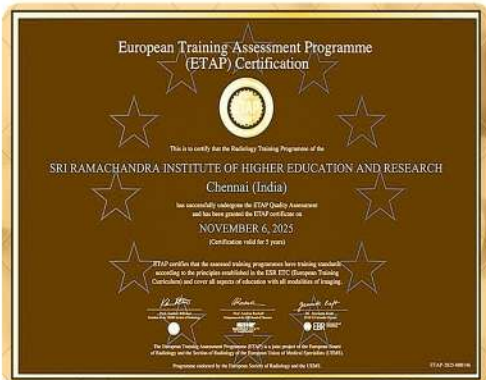 European Training Assessment Programme
(ETAP) Certification
This is to certify that the Radiology Training Programme of the
SRI RAMACHANDRA INSTITUTE OF HIGHER EDUCATION AND RESEARCH
Chennai (India)
has successfully undergone the ETAP Quality Assessment
and has been granted the ETAP certificate on
NOVEMBER 6, 2025
(Certification valid for 5 years)
ETAP certifies that the assessed training programmes have training standards
according to the principles established in the ESR ETC (European Training
Curriculum) and cover all aspects of education with all modalities of imaging.
EBR
The European Training Assessment Programme (ETAP) is a joint project of the European Board
of Radiology and the Section of Radiology of the European Union of Medical Specialists (UEMS).
Programme endorsed by the European Society of Radiology and the UEMS.